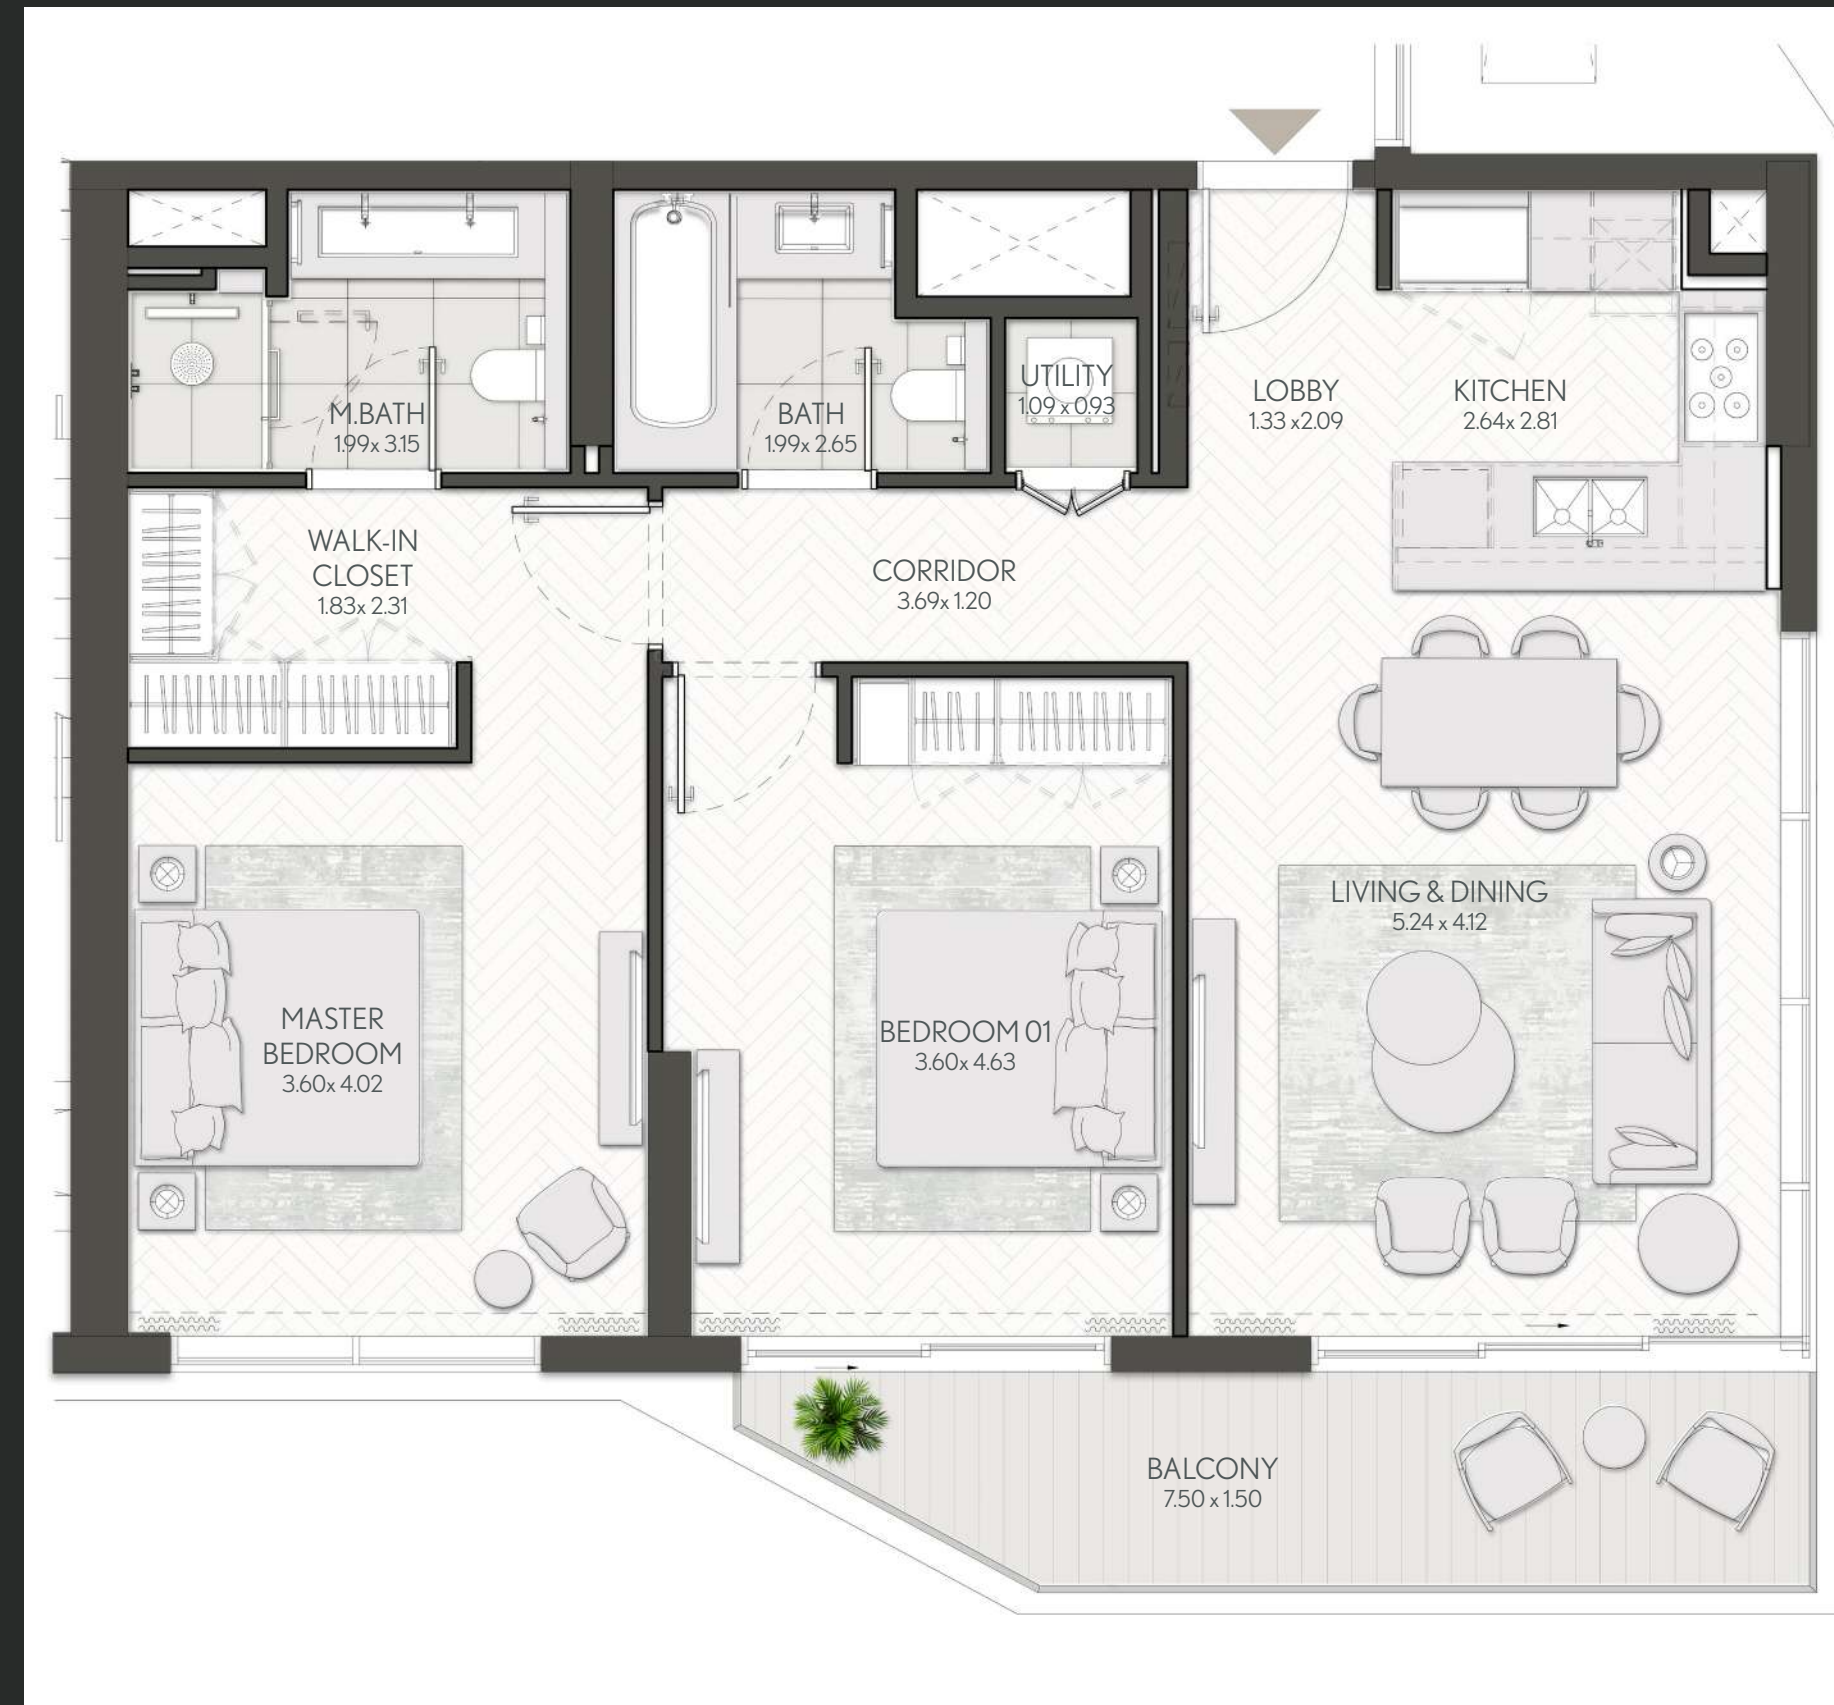 UTILITY
1.09 x 0.93
LOBBY
1.33 x2.09
KITCHEN
2.64x 2.81
M.BATH
1.99x 3.15
BATH
1.99x 2.65
WALK-IN
CLOSET
1.83x 2.31
CORRIDOR
3.69x 1.20
LIVING & DINING
5.24 x 4.12
MASTER
BEDROOM
3.60x 4.02
BEDROOM 01
3.60x 4.63
BALCONY
7.50 x 1.50